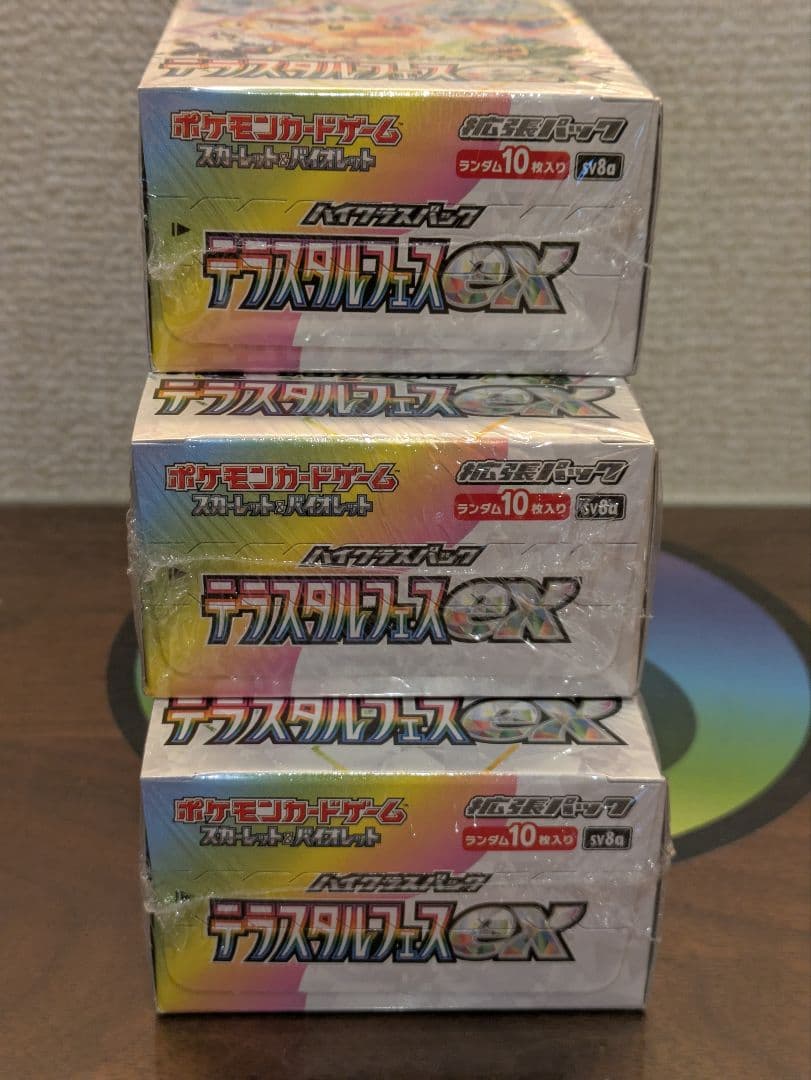 テラスタルフェスex
ポケモンカードゲーム
スカーレット&バイオレット
拡張パック
ランダム10枚入り sv8a
ハイクラスパック
テラスタルフェスex
テラスタルフェスex
ポケモンカードゲーム
スカーレット&バイオレット
拡張パック
ランダム10枚入り sv8a
ハイクラスパック
テラスタルフェスex
テラスタルフェスex
ポケモンカードゲーム
スカーレット&バイオレット
拡張パック
ランダム10枚入り sv8a
ハイクラスパック
テラスタルフェスex